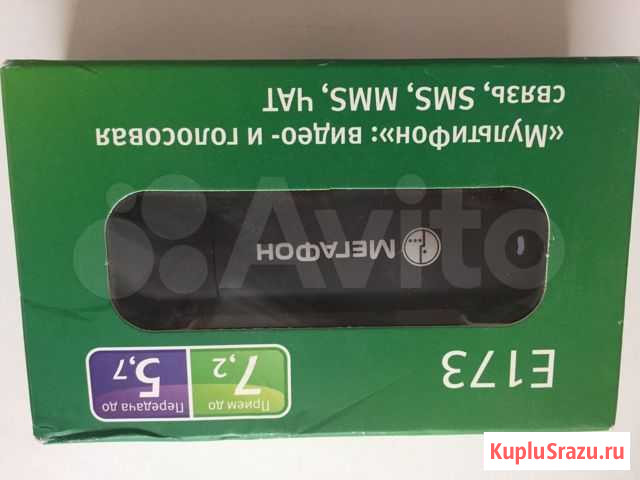 E173
Прием до
7,2
Передача до
5,7
МЕГАФОН
«МультиФон»: видео- и голосовая
связь, SMS, MMS, ЧАТ
Avito
KupluSrazu.ru